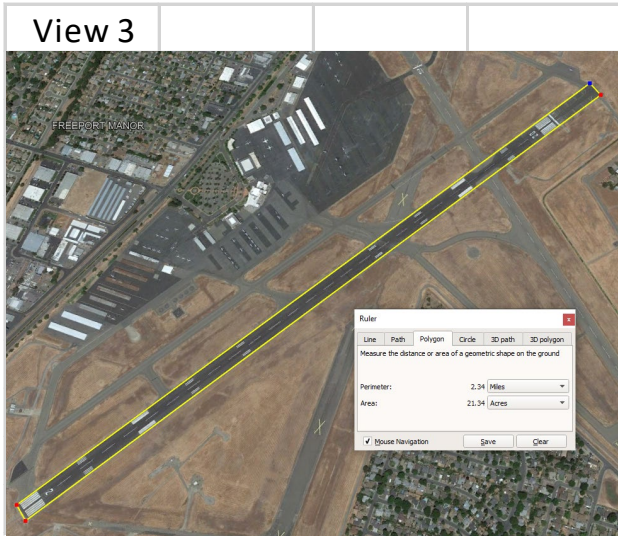 View 3
FREEPORT MANOR
Ruler
x
Line Path Polygon Circle 3D path 3D polygon
Measure the distance or area of a geometric shape on the ground
Perimeter: 2.34 Miles
Area: 21.34 Acres
Mouse Navigation Save Clear